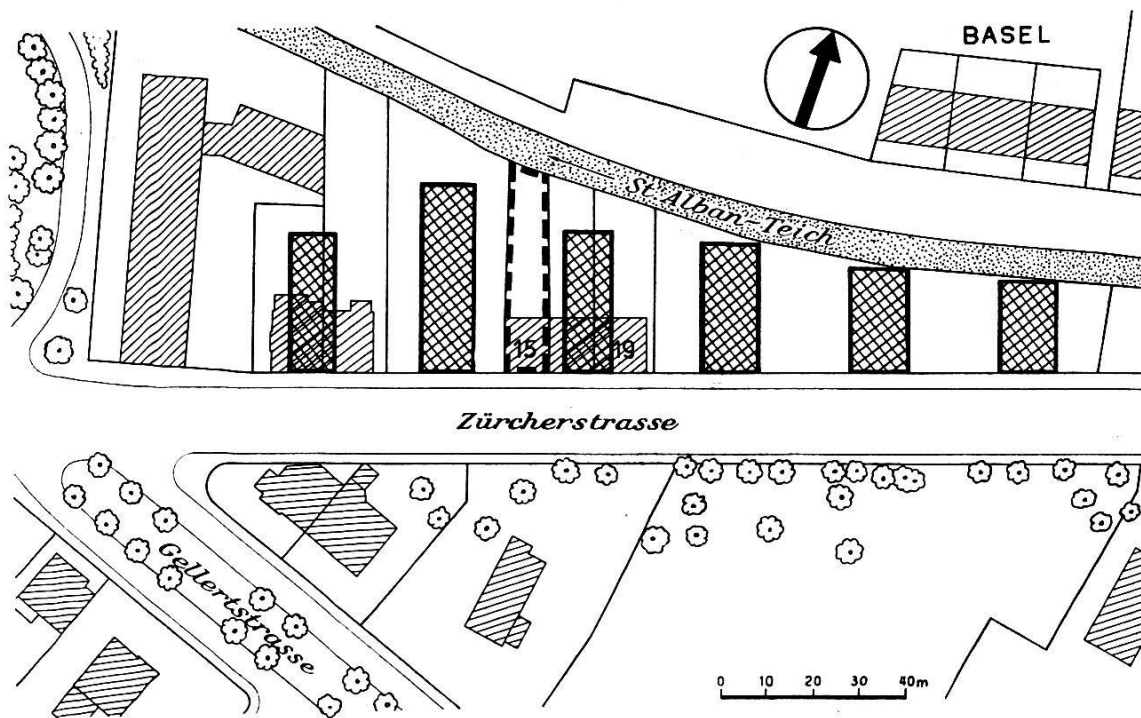 BASEL
St. Alban-Teich
15
19
Zürcherstrasse
Gellertstrasse
0 10 20 30 40m